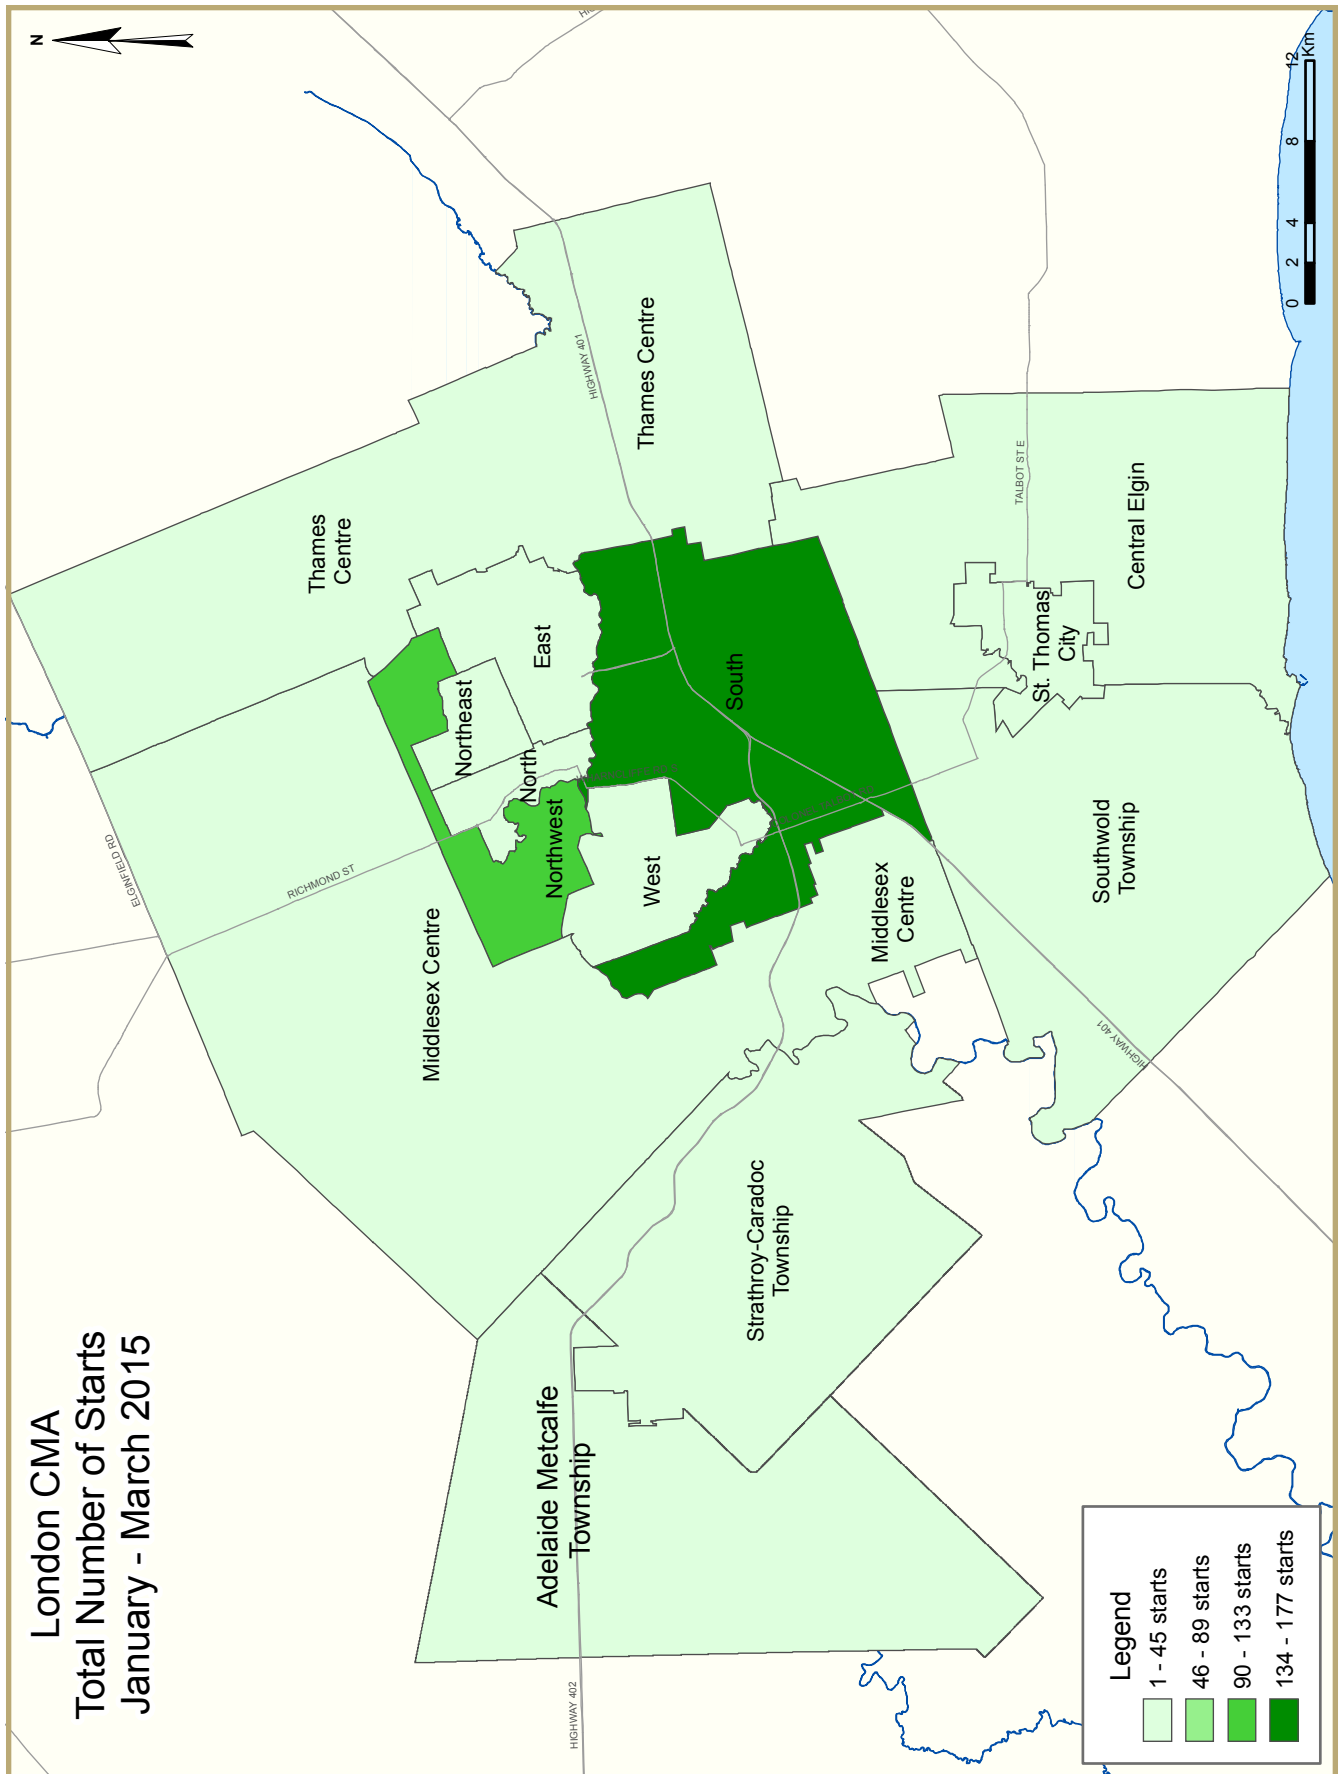 London CMA
Total Number of Starts
January - March 2015
N
ELGINFIELD RD
RICHMOND ST
HIGHWAY 401
HIGHWAY 402
TALBOT ST E
HIGHWAY 401
Thames
Centre
Thames Centre
Middlesex Centre
Northeast
North
Northwest
East
West
South
Middlesex
Centre
Adelaide Metcalfe
Township
Strathroy-Caradoc
Township
Southwold
Township
St. Thomas
City
Central Elgin
Legend
1 - 45 starts
46 - 89 starts
90 - 133 starts
134 - 177 starts
0 2 4 8 12
Km